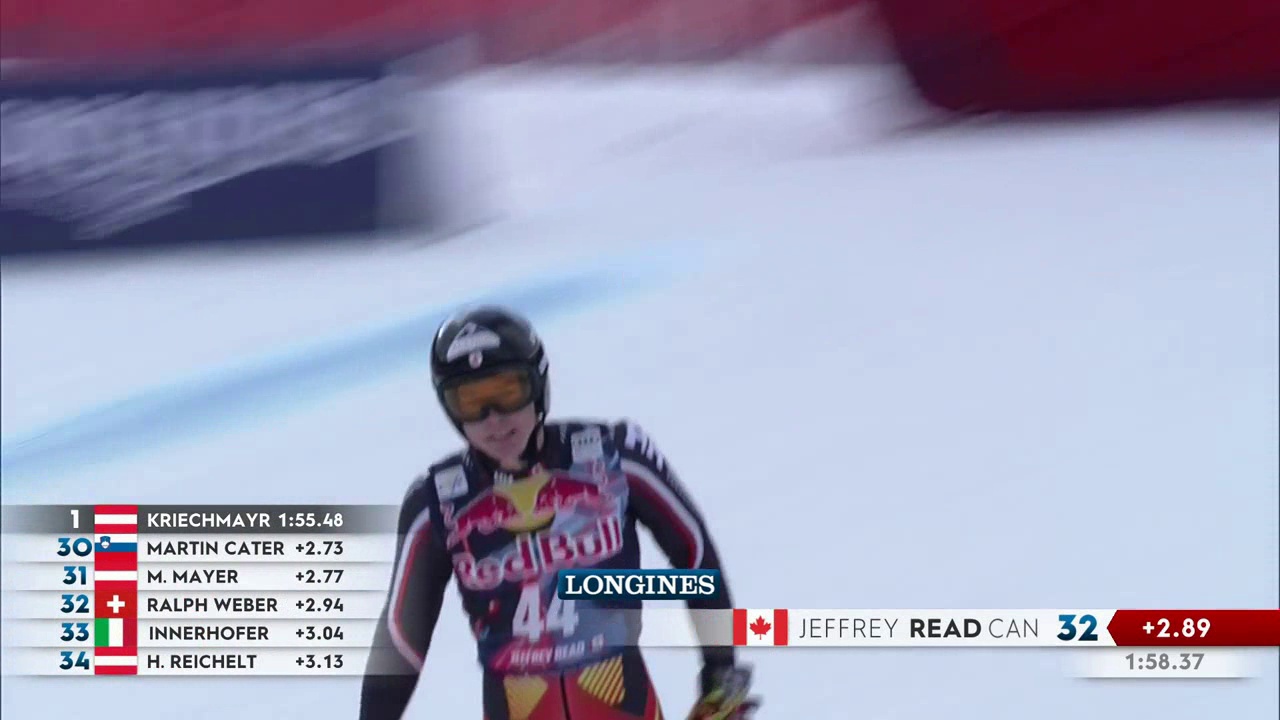 Red Bull
LONGINES
44
JEFFREY READ
1 KRIECHMAYR 1:55.48
30 MARTIN CATER +2.73
31 M. MAYER +2.77
32 RALPH WEBER +2.94
33 INNERHOFER +3.04
34 H. REICHELT +3.13
JEFFREY READ CAN 32 +2.89
1:58.37